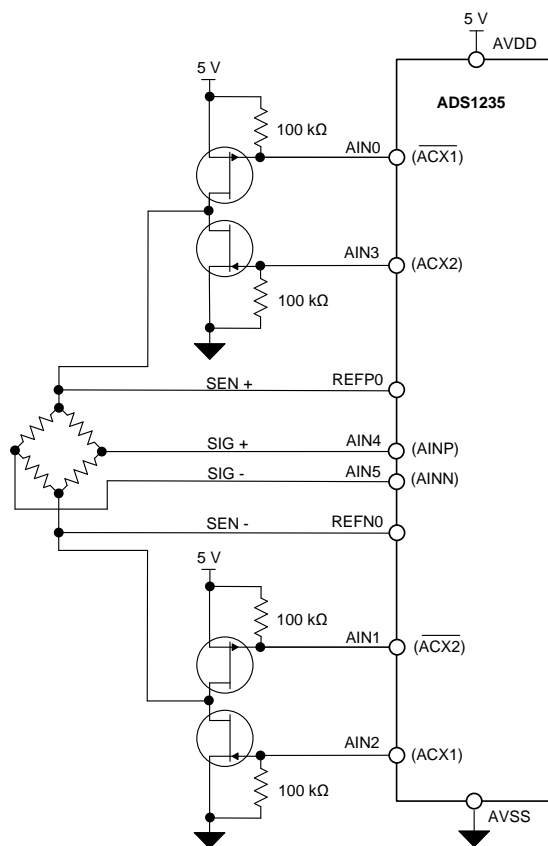 5 V
AVDD
5 V
ADS1235
100 kΩ
AIN0
(ACX1)
AIN3
(ACX2)
100 kΩ
SEN +
REFP0
SIG +
AIN4
(AINP)
SIG -
AIN5
(AINN)
SEN -
REFN0
5 V
100 kΩ
AIN1
(ACX2)
AIN2
(ACX1)
100 kΩ
AVSS